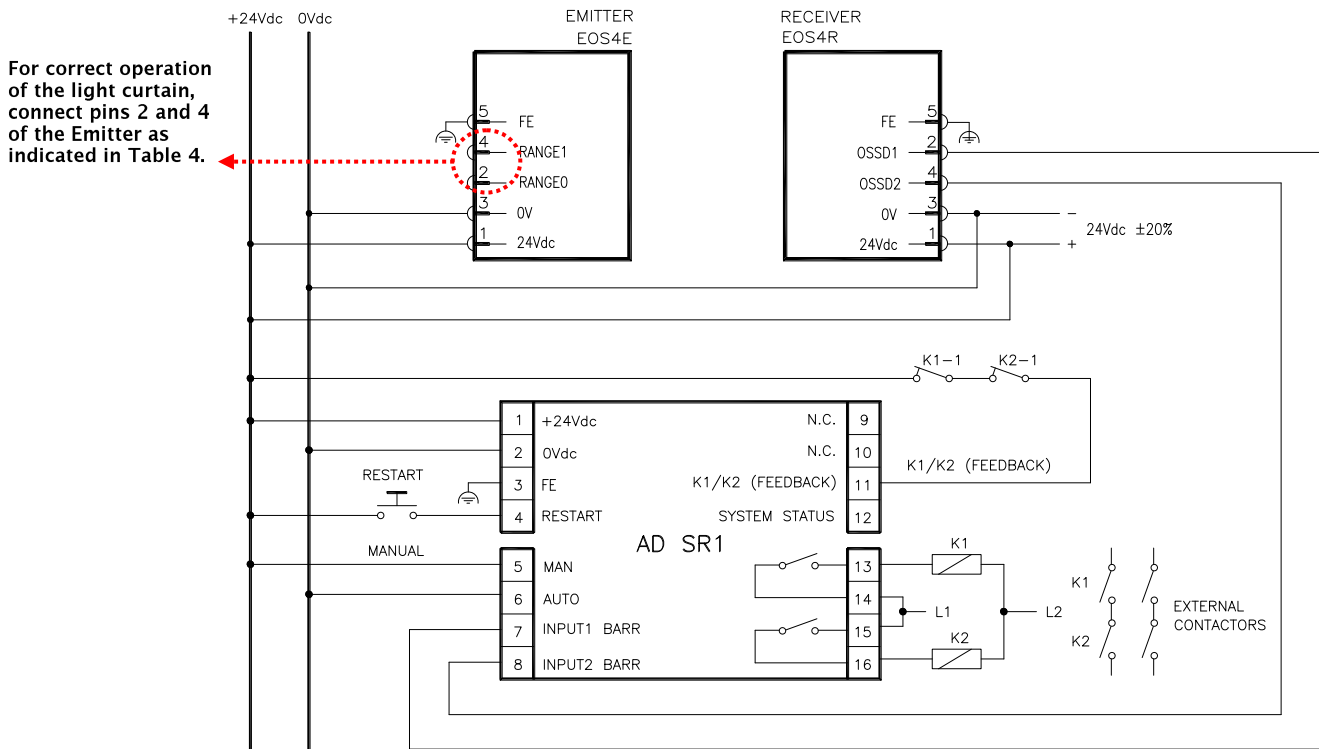 +24Vdc 0Vdc
EMITTER
EOS4E
RECEIVER
EOS4R
For correct operation
of the light curtain,
connect pins 2 and 4
of the Emitter as
indicated in Table 4.
5 FE
4 RANGE1
2 RANGE0
3 0V
1 24Vdc
FE 5
OSSD1 2
OSSD2 4
0V 3
24Vdc 1
-
24Vdc ±20%
+
K1-1 K2-1
1 +24Vdc
2 0Vdc
3 FE
4 RESTART
RESTART
MANUAL
N.C. 9
N.C. 10
K1/K2 (FEEDBACK) 11
SYSTEM STATUS 12
K1/K2 (FEEDBACK)
AD SR1
5 MAN
6 AUTO
7 INPUT1 BARR
8 INPUT2 BARR
13
14
15
16
K1
L1
L2
K2
K1
K2
EXTERNAL
CONTACTORS